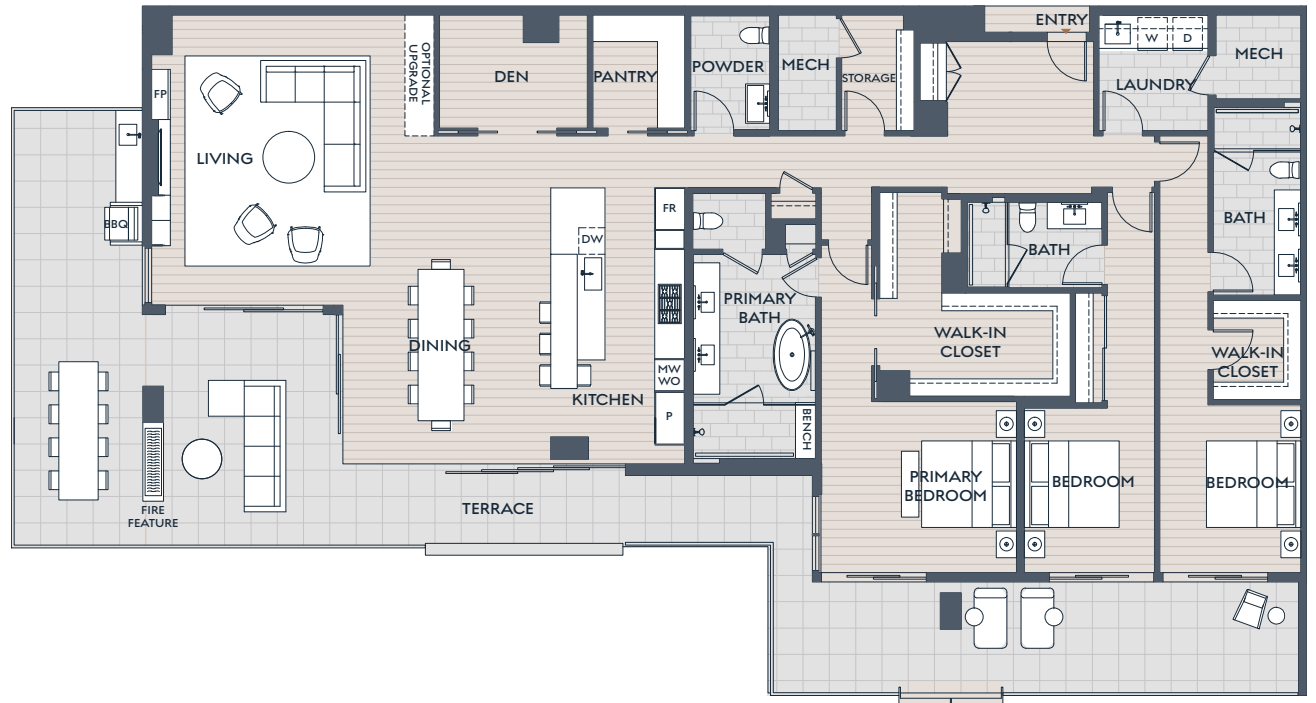 ENTRY
OPTIONAL
UPGRADE
DEN
PANTRY
POWDER
MECH
STORAGE
W
D
LAUNDRY
MECH
FP
LIVING
BBQ
FR
DW
BATH
BATH
PRIMARY
BATH
DINING
WALK-IN
CLOSET
WALK-IN
CLOSET
MW
WO
KITCHEN
P
BENCH
PRIMARY
BEDROOM
BEDROOM
BEDROOM
TERRACE
FIRE
FEATURE